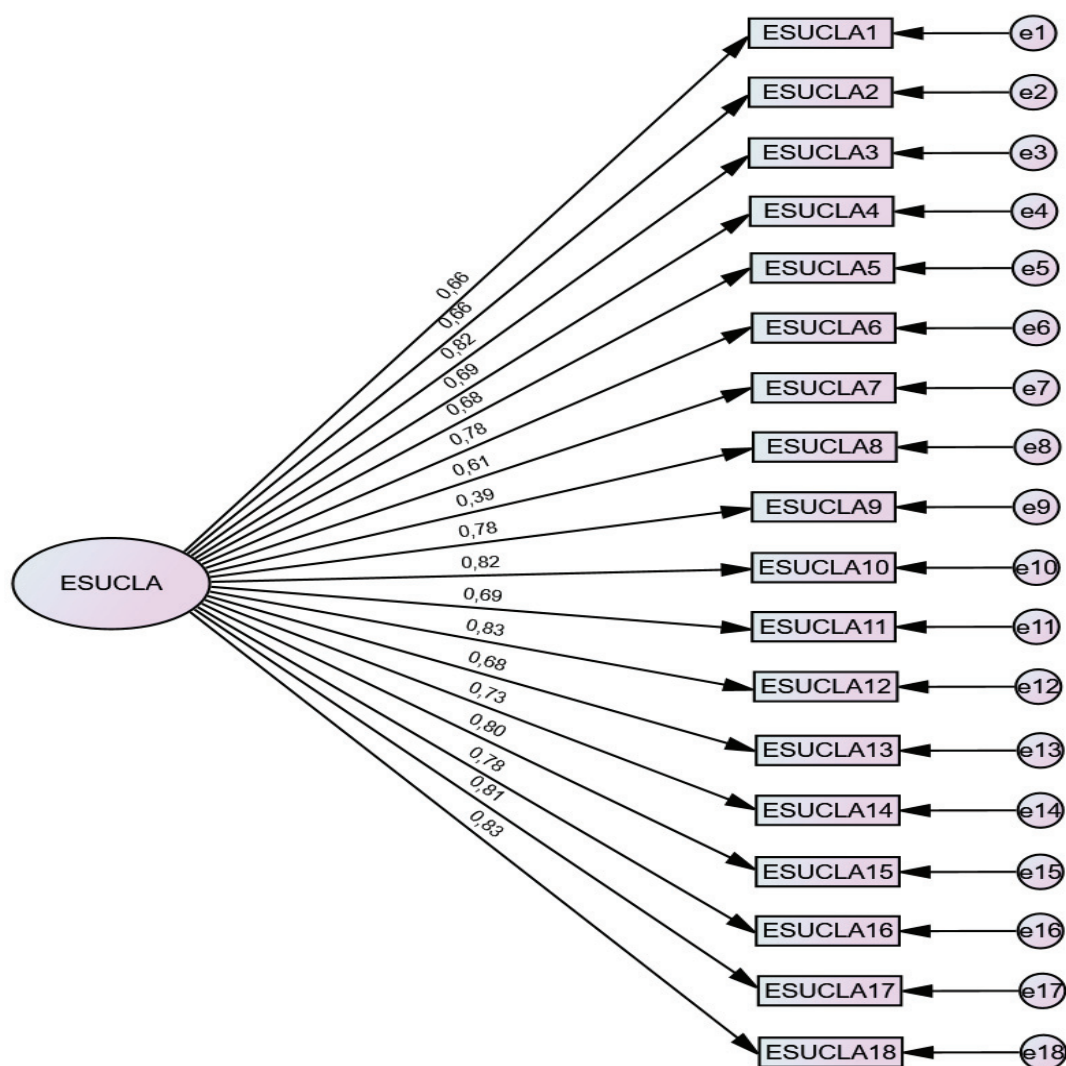 ESUCLA1 e1
ESUCLA2 e2
ESUCLA3 e3
ESUCLA4 e4
ESUCLA5 e5
ESUCLA6 e6
ESUCLA7 e7
ESUCLA8 e8
ESUCLA9 e9
ESUCLA10 e10
ESUCLA11 e11
ESUCLA12 e12
ESUCLA13 e13
ESUCLA14 e14
ESUCLA15 e15
ESUCLA16 e16
ESUCLA17 e17
ESUCLA18 e18
0,66
0,66
0,82
0,69
0,68
0,78
0,61
0,39
0,78
0,82
0,69
0,83
0,68
0,73
0,80
0,78
0,81
0,83
ESUCLA